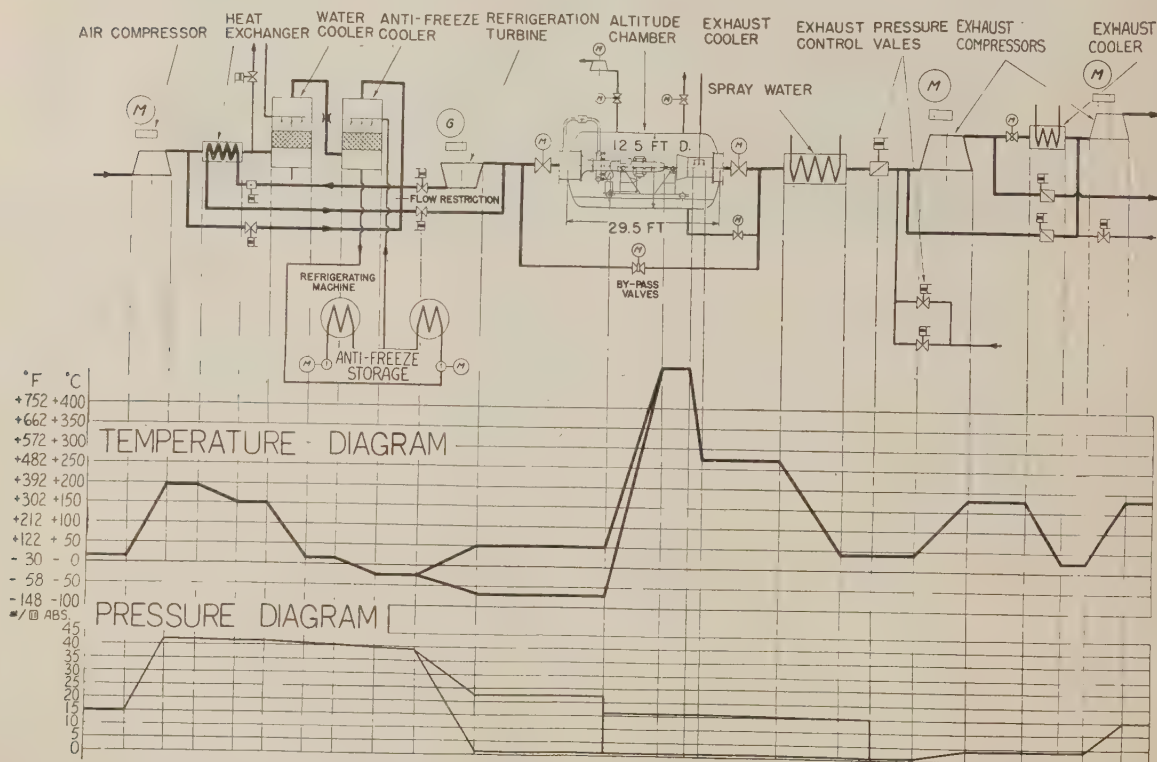 AIR COMPRESSOR
HEAT
EXCHANGER
WATER
COOLER
ANTI-FREEZE
COOLER
REFRIGERATION
TURBINE
ALTITUDE
CHAMBER
EXHAUST
COOLER
EXHAUST PRESSURE
CONTROL VALES
EXHAUST
COMPRESSORS
EXHAUST
COOLER
M
G
M
M
M
M
M
M
SPRAY WATER
12.5 FT D.
29.5 FT
M
M
FLOW RESTRICTION
M
BY-PASS
VALVES
REFRIGERATING
MACHINE
M
M
ANTI-FREEZE
STORAGE
°F °C
+752 +400
+662 +350
+572 +300
+482 +250
+392 +200
+302 +150
+212 +100
+122 +50
- 30 - 0
- 58 - 50
- 148 - 100
TEMPERATURE DIAGRAM
#/□ ABS.
45
40
35
30
25
20
15
10
5
0
PRESSURE DIAGRAM